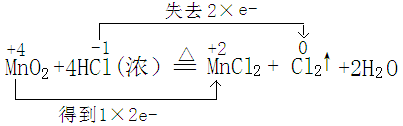 失去2×e-
+4 -1 +2 0
△
MnO₂+4HCl(浓) ═ MnCl₂+Cl₂↑+2H₂O
得到1×2e-